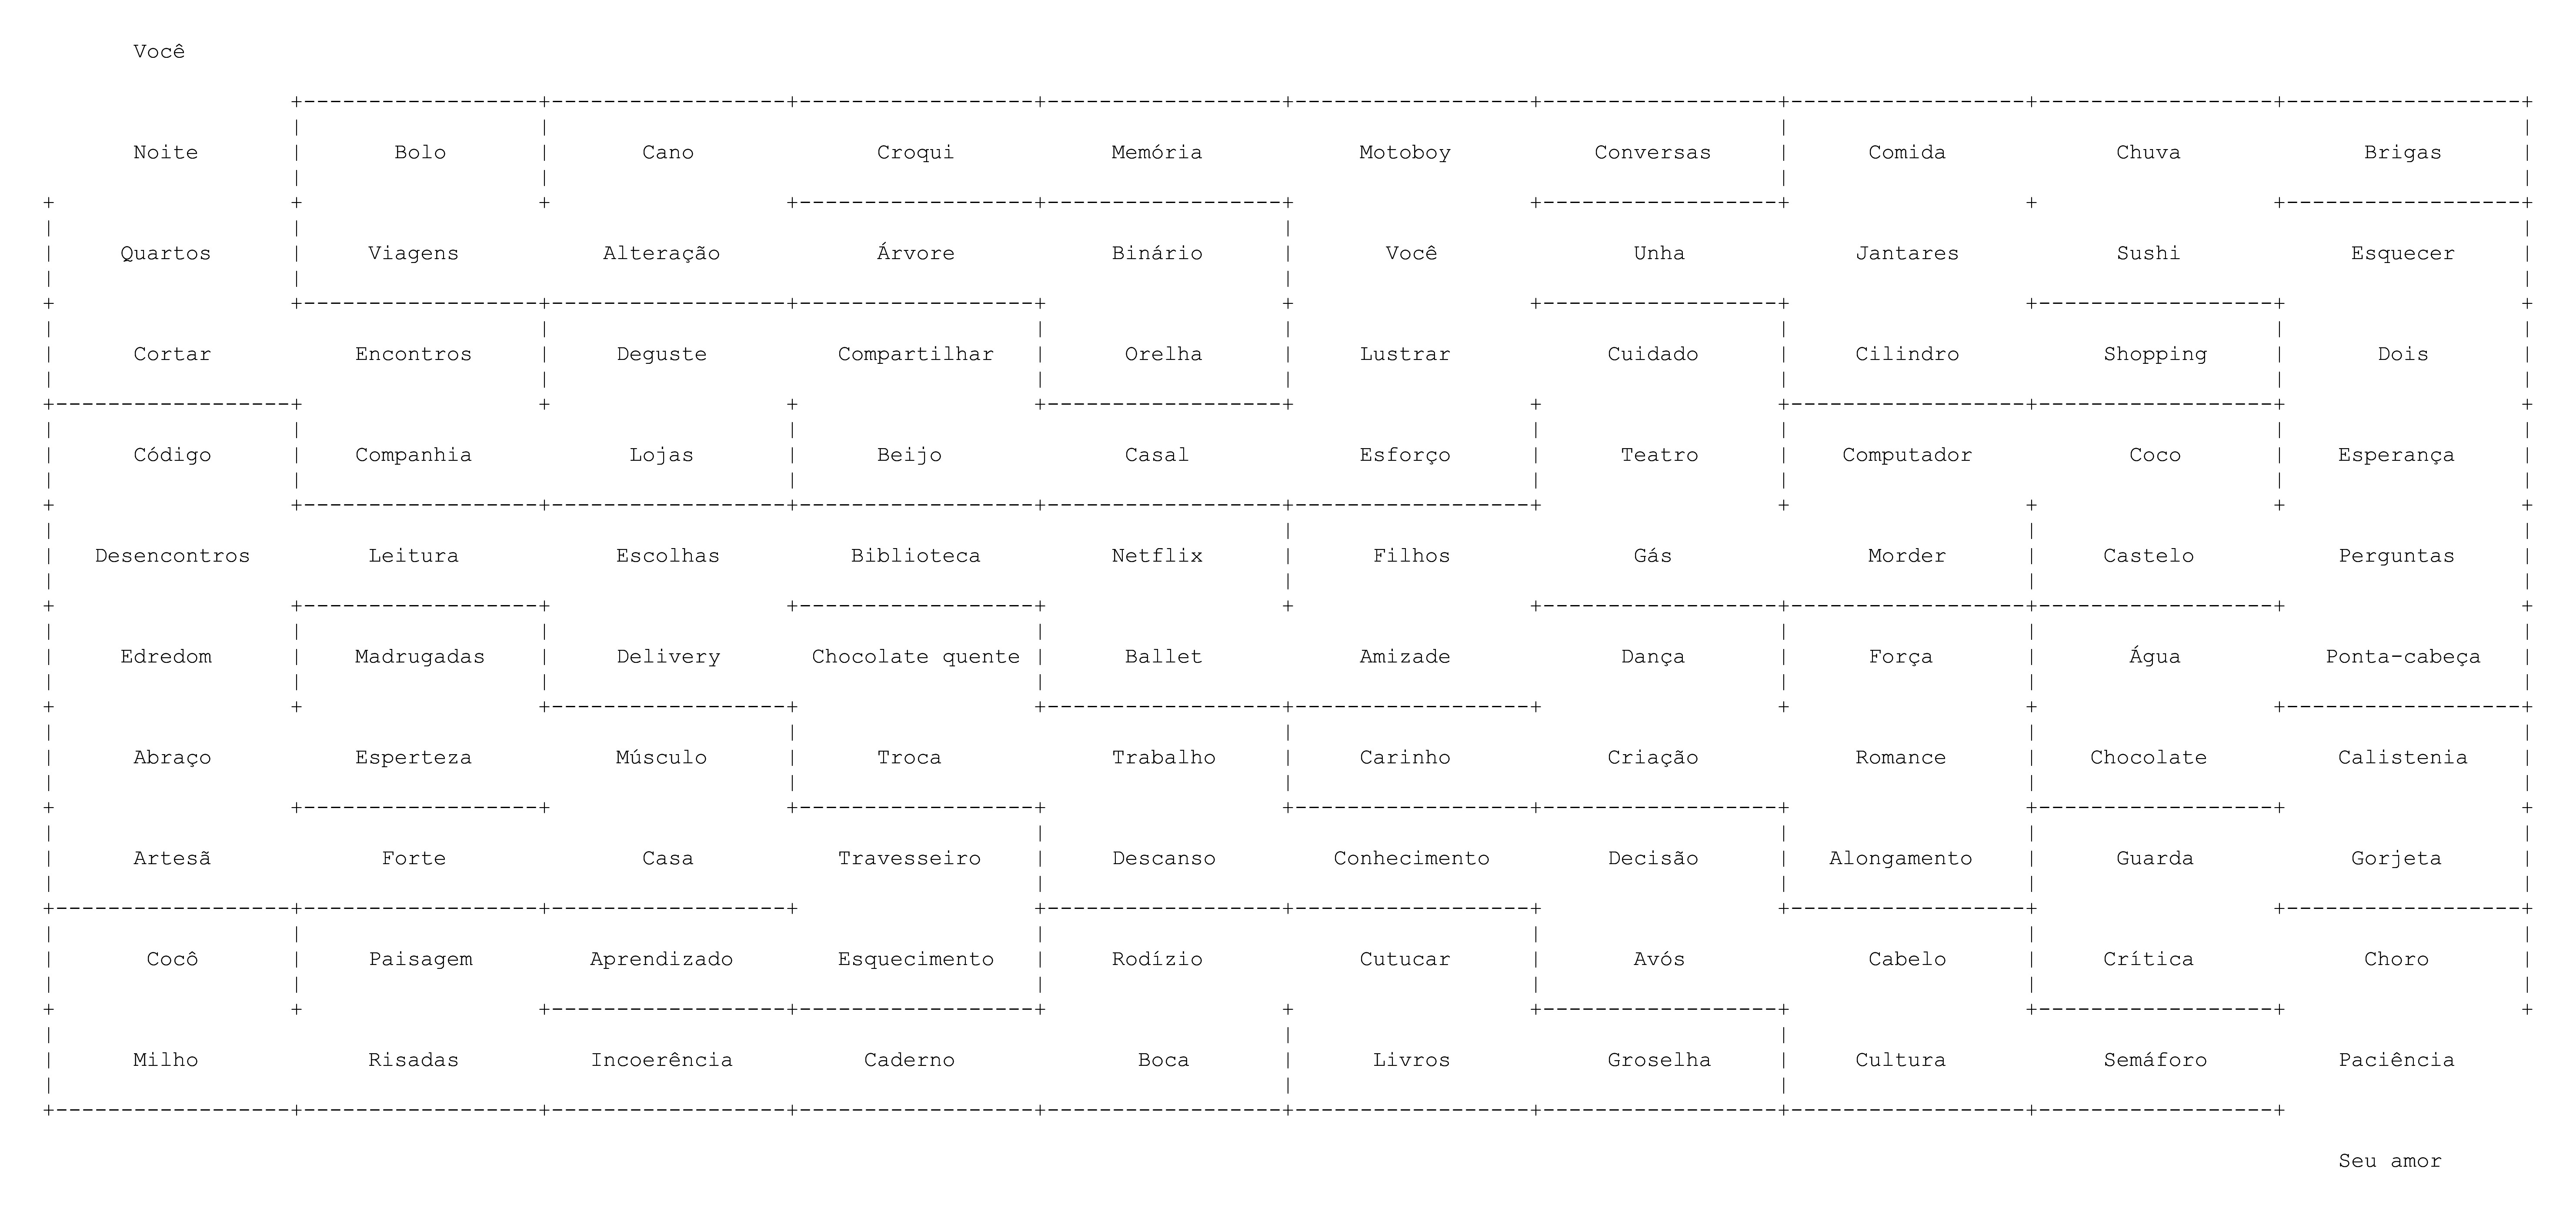 Você
Noite Bolo Cano Croqui Memória Motoboy Conversas Comida Chuva Brigas
Quartos Viagens Alteração Árvore Binário Você Unha Jantares Sushi Esquecer
Cortar Encontros Deguste Compartilhar Orelha Lustrar Cuidado Cilindro Shopping Dois
Código Companhia Lojas Beijo Casal Esforço Teatro Computador Coco Esperança
Desencontros Leitura Escolhas Biblioteca Netflix Filhos Gás Morder Castelo Perguntas
Edredom Madrugadas Delivery Chocolate quente Ballet Amizade Dança Força Água Ponta-cabeça
Abraço Esperteza Músculo Troca Trabalho Carinho Criação Romance Chocolate Calistenia
Artesã Forte Casa Travesseiro Descanso Conhecimento Decisão Alongamento Guarda Gorjeta
Cocô Paisagem Aprendizado Esquecimento Rodízio Cutucar Avós Cabelo Crítica Choro
Milho Risadas Incoerência Caderno Boca Livros Groselha Cultura Semáforo Paciência
Seu amor